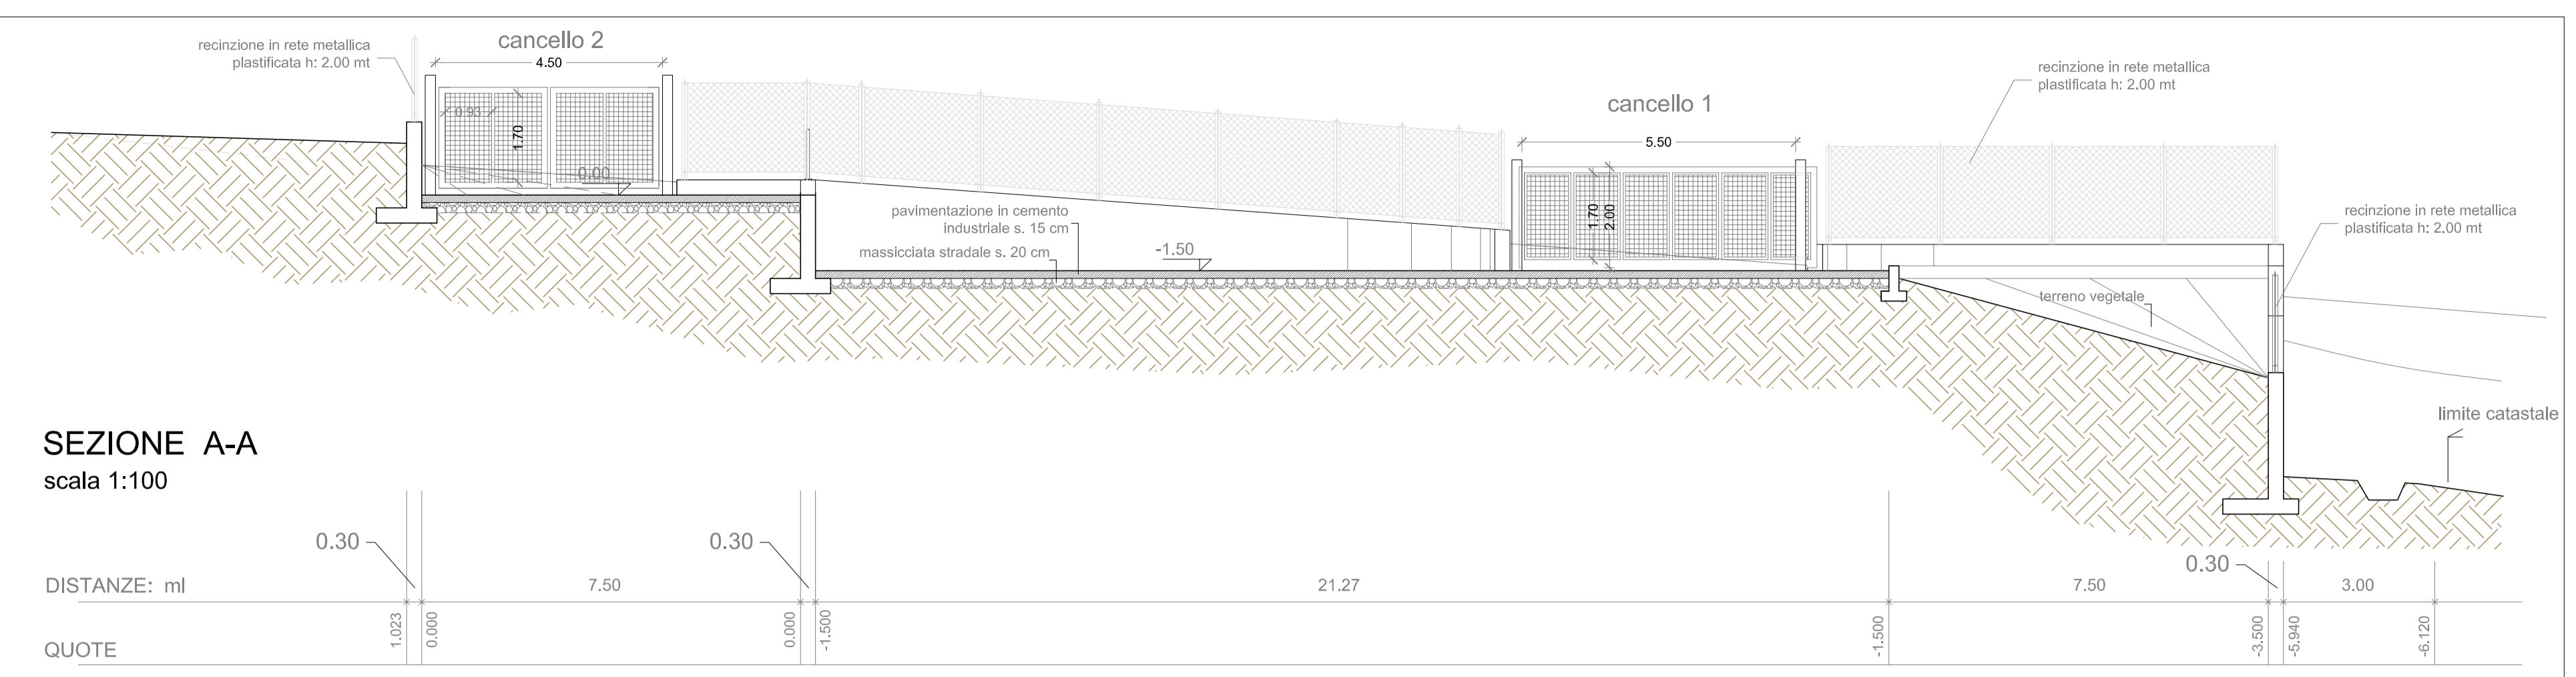 recinzione in rete metallica
plastificata h: 2.00 mt
cancello 2
4.50
0.93
1.70
0.00
recinzione in rete metallica
plastificata h: 2.00 mt
cancello 1
5.50
1.70
2.00
recinzione in rete metallica
plastificata h: 2.00 mt
pavimentazione in cemento
industriale s. 15 cm
massicciata stradale s. 20 cm
-1.50
terreno vegetale
limite catastale
SEZIONE A-A
scala 1:100
0.30
0.30
0.30
DISTANZE: ml
7.50
21.27
7.50
3.00
1.023
0.000
0.000
-1.500
-1.500
-3.500
-5.940
-6.120
QUOTE